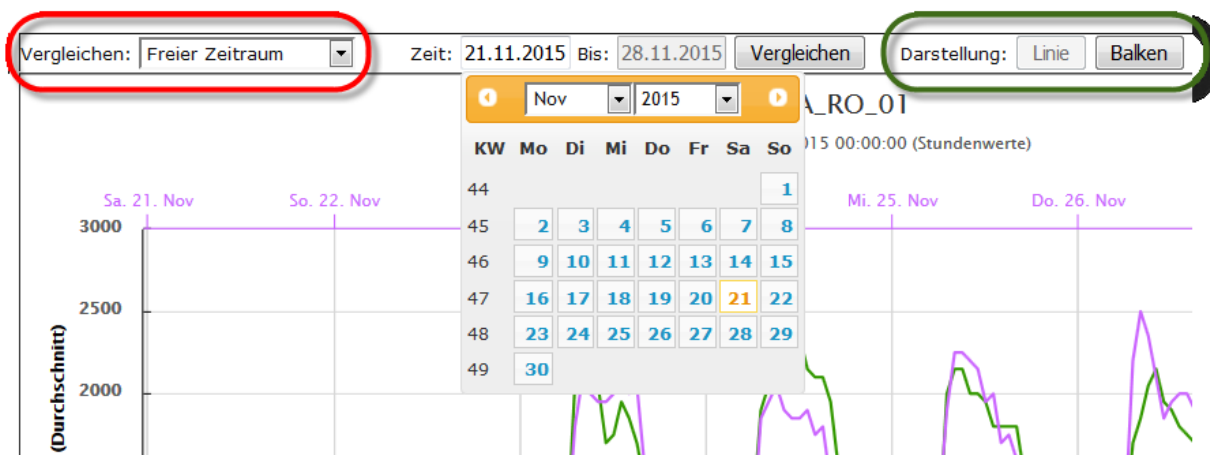 Vergleichen: Freier Zeitraum Zeit: 21.11.2015 Bis: 28.11.2015 Vergleichen Darstellung: Linie Balken
Nov 2015
A_RO_01
015 00:00:00 (Stundenwerte)
KW Mo Di Mi Do Fr Sa So
44 1
45 2 3 4 5 6 7 8
46 9 10 11 12 13 14 15
47 16 17 18 19 20 21 22
48 23 24 25 26 27 28 29
49 30
Sa. 21. Nov So. 22. Nov Mi. 25. Nov Do. 26. Nov
3000
2500
2000
(Durchschnitt)